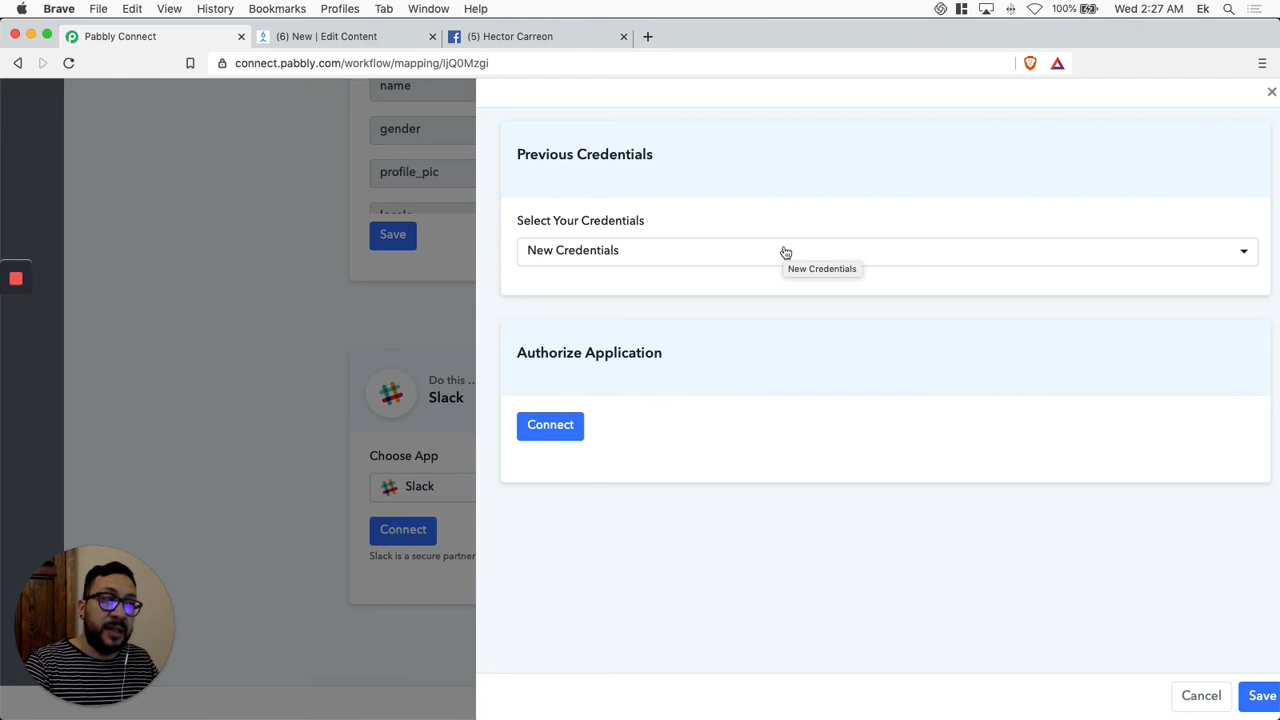 Brave File Edit View History Bookmarks Profiles Tab Window Help 100% Wed 2:27 AM Ek
Pabbly Connect (6) New | Edit Content (5) Hector Carreon
connect.pabbly.com/workflow/mapping/IjQ0Mzgi
name
gender
profile_pic
locale
Save
Do this ..
Slack
Choose App
Slack
Connect
Slack is a secure partner
Previous Credentials
Select Your Credentials
New Credentials
New Credentials
Authorize Application
Connect
Cancel
Save